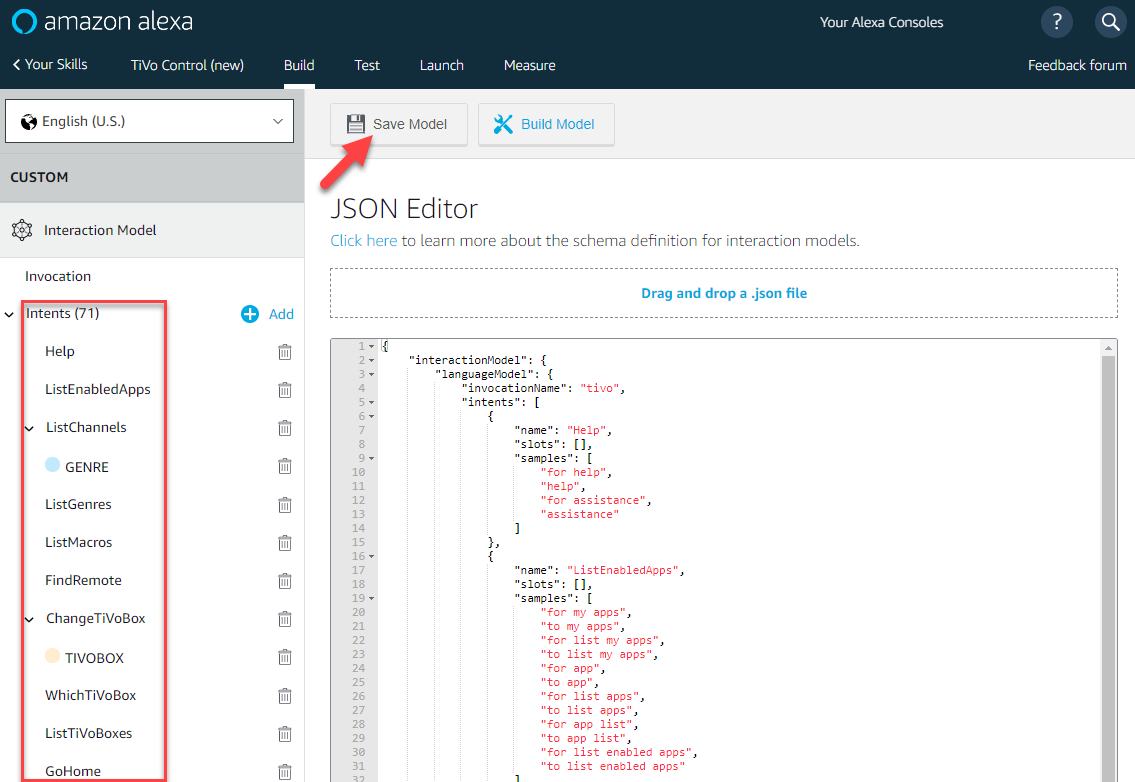 amazon alexa
Your Alexa Consoles
?
Your Skills
TiVo Control (new)
Build
Test
Launch
Measure
Feedback forum
English (U.S.)
CUSTOM
Interaction Model
Invocation
Intents (71)
Add
Help
ListEnabledApps
ListChannels
GENRE
ListGenres
ListMacros
FindRemote
ChangeTiVoBox
TIVOBOX
WhichTiVoBox
ListTiVoBoxes
GoHome
Save Model
Build Model
JSON Editor
Click here to learn more about the schema definition for interaction models.
Drag and drop a .json file
1 {
2 "interactionModel": {
3 "languageModel": {
4 "invocationName": "tivo",
5 "intents": [
6 {
7 "name": "Help",
8 "slots": [],
9 "samples": [
10 "for help",
11 "help",
12 "for assistance",
13 "assistance"
14 ]
15 },
16 {
17 "name": "ListEnabledApps",
18 "slots": [],
19 "samples": [
20 "for my apps",
21 "to my apps",
22 "for list my apps",
23 "to list my apps",
24 "for app",
25 "to app",
26 "for list apps",
27 "to list apps",
28 "for app list",
29 "to app list",
30 "for list enabled apps",
31 "to list enabled apps"
32 ]